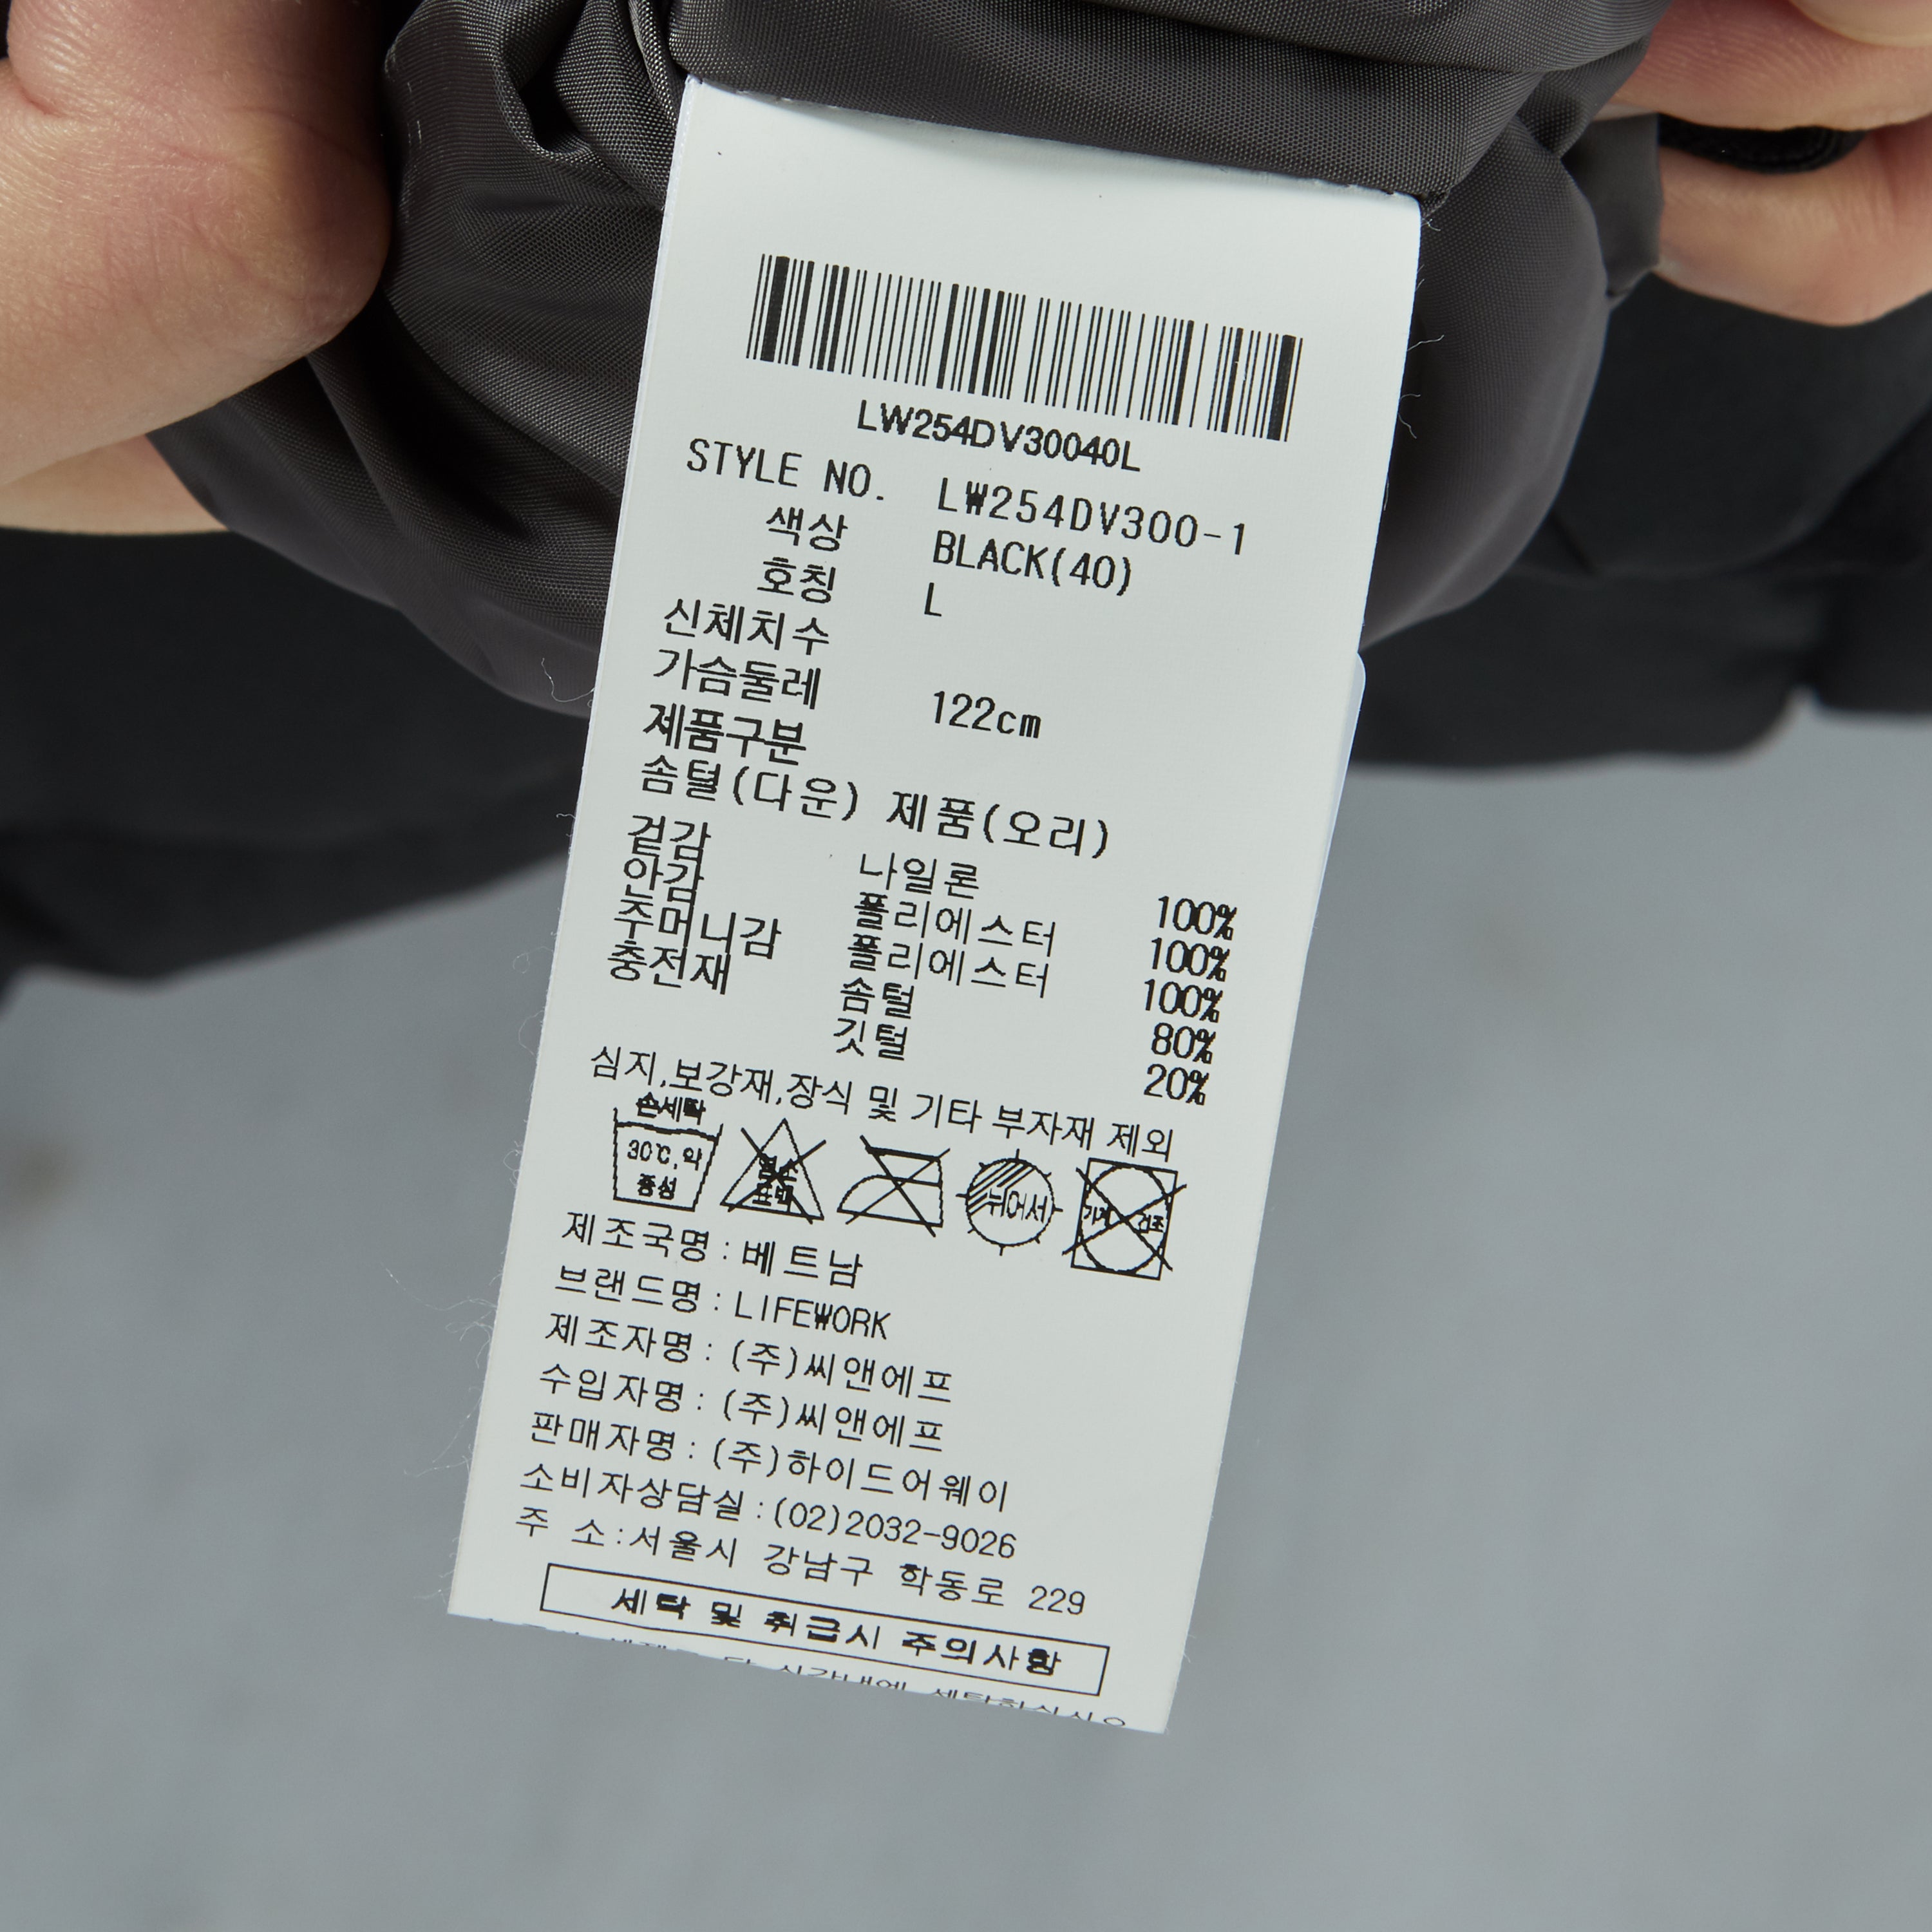 LW254DV30040L
STYLE NO. LW254DV300-1
색상 BLACK(40)
호칭 L
신체치수
가슴둘레 122cm
제품구분
솜털(다운) 제품(오리)
겉감 나일론 100%
안감 폴리에스터 100%
주머니감 폴리에스터 100%
충전재 솜털 80%
깃털 20%
심지,보강재,장식 및 기타 부자재 제외
손세탁
30℃,약
중성
염소
표백
뉘어서
가계 건조
제조국명:베트남
브랜드명:LIFEWORK
제조자명:(주)씨앤에프
수입자명:(주)씨앤에프
판매자명:(주)하이드어웨이
소비자상담실:(02)2032-9026
주 소:서울시 강남구 학동로 229
세탁 및 취급시 주의사항